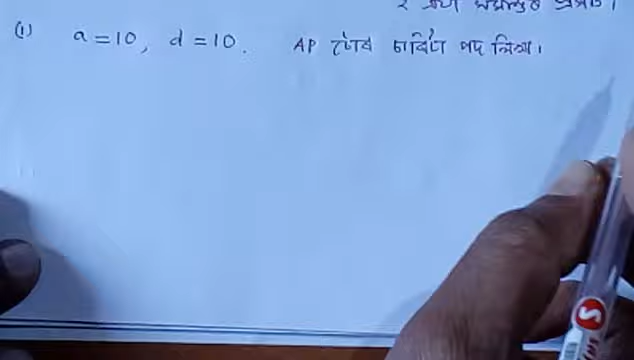 (i) a = 10, d = 10. AP টোৰ চাৰিটা পদ লিখা।